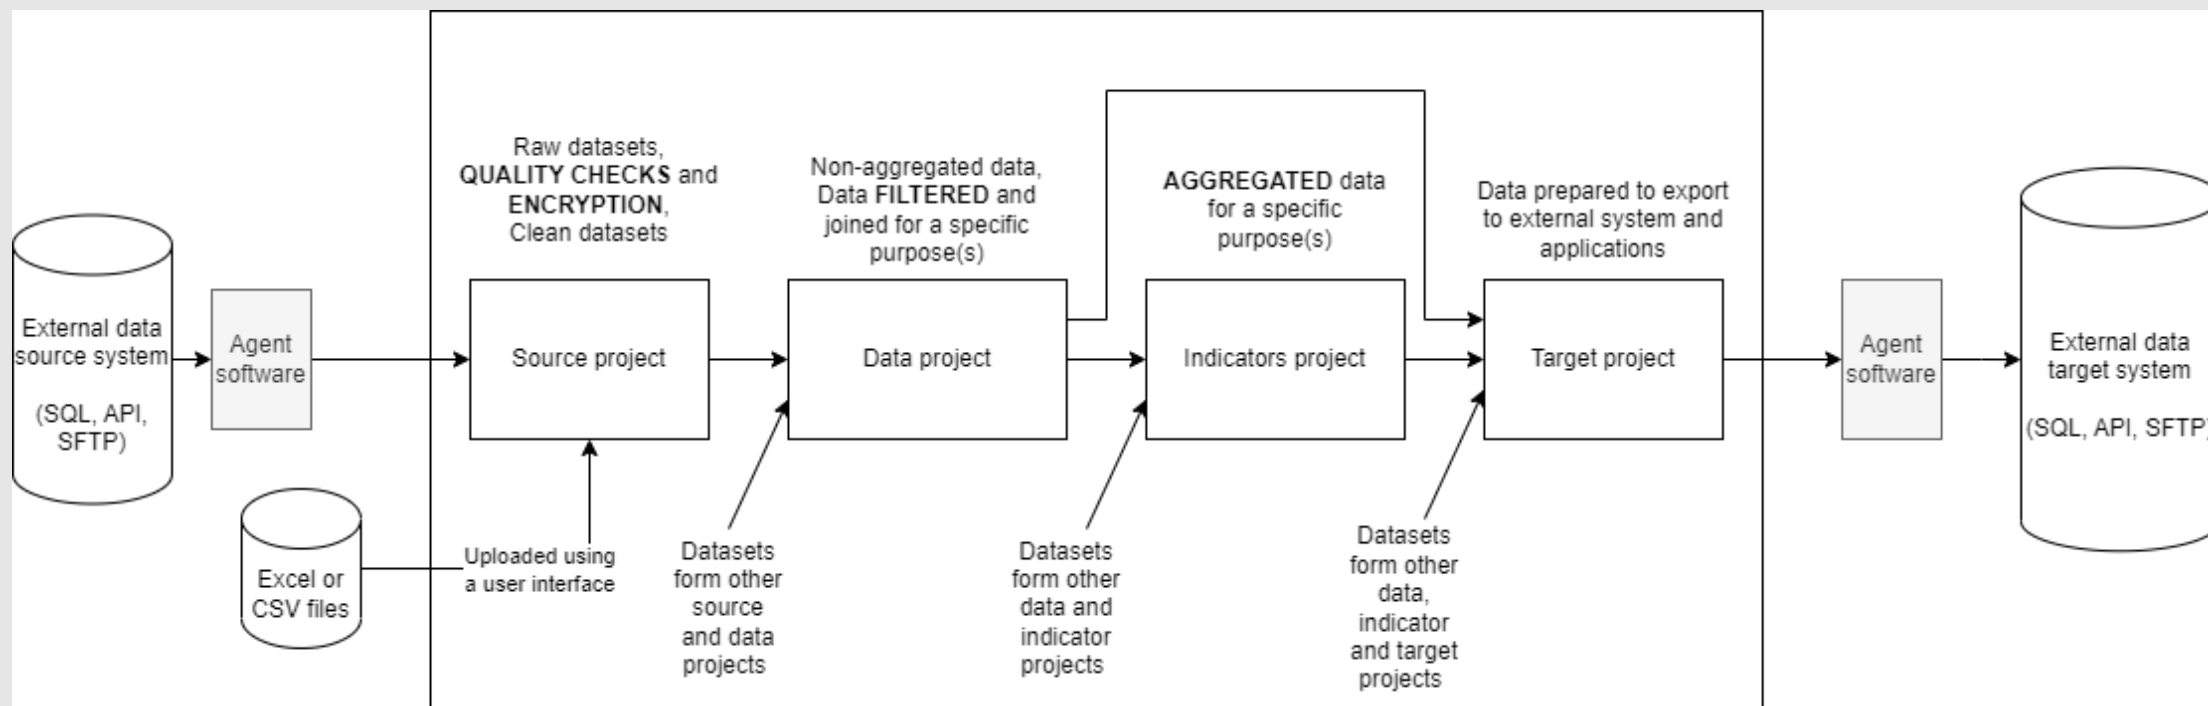 Raw datasets,
QUALITY CHECKS and
ENCRYPTION,
Clean datasets
Non-aggregated data,
Data FILTERED and
joined for a specific
purpose(s)
AGGREGATED data
for a specific
purpose(s)
Data prepared to export
to external system and
applications
External data
source system
(SQL, API,
SFTP)
Agent
software
Source project
Data project
Indicators project
Target project
Agent
software
External data
target system
(SQL, API, SFTP)
Excel or
CSV files
Uploaded using
a user interface
Datasets
form other
source
and data
projects
Datasets
form other
data and
indicator
projects
Datasets
form other
data,
indicator
and target
projects